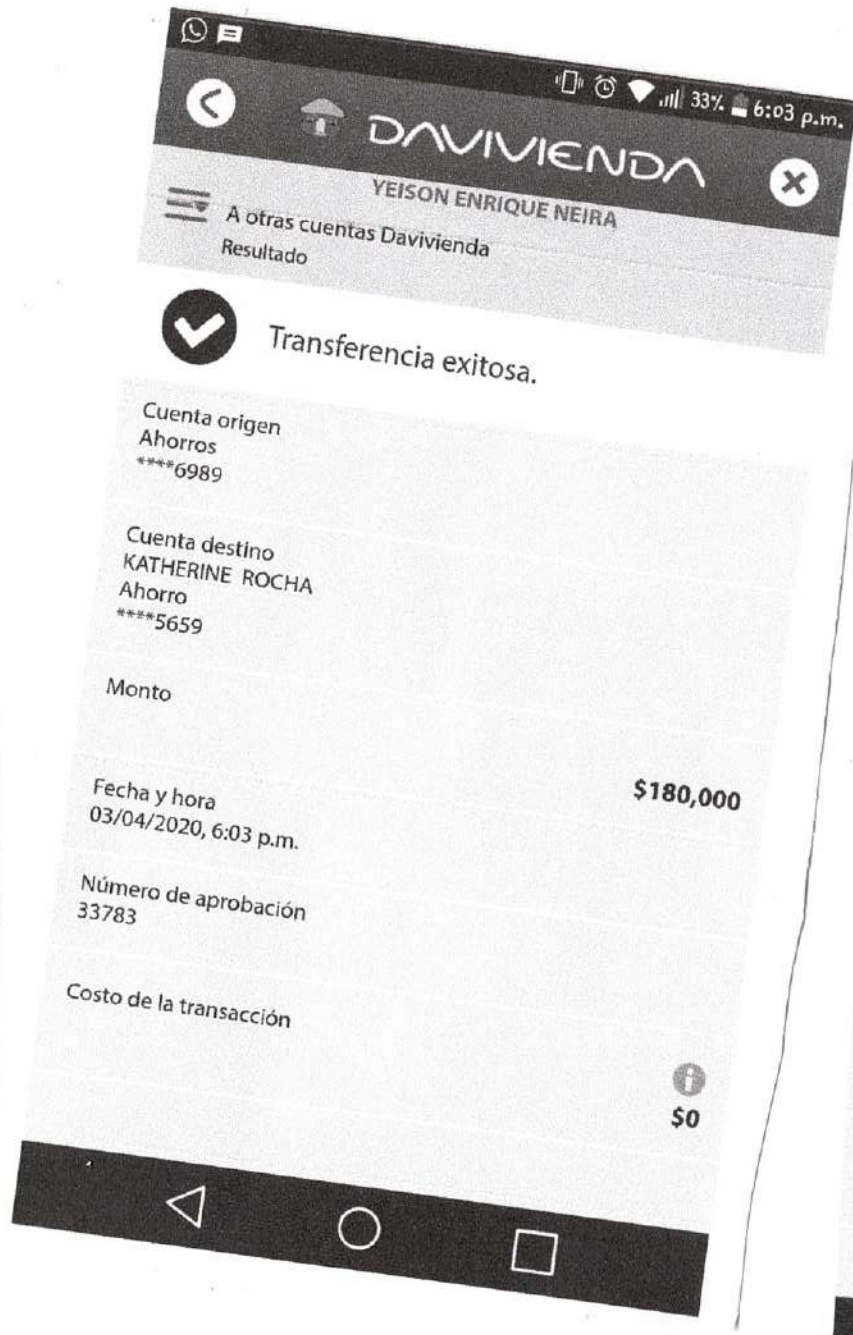 33% 6:03 p.m.
DAVIVIENDA
YEISON ENRIQUE NEIRA
A otras cuentas Davivienda
Resultado
Transferencia exitosa.
Cuenta origen
Ahorros
****6989
Cuenta destino
KATHERINE ROCHA
Ahorro
****5659
Monto
$180,000
Fecha y hora
03/04/2020, 6:03 p.m.
Número de aprobación
33783
Costo de la transacción
$0